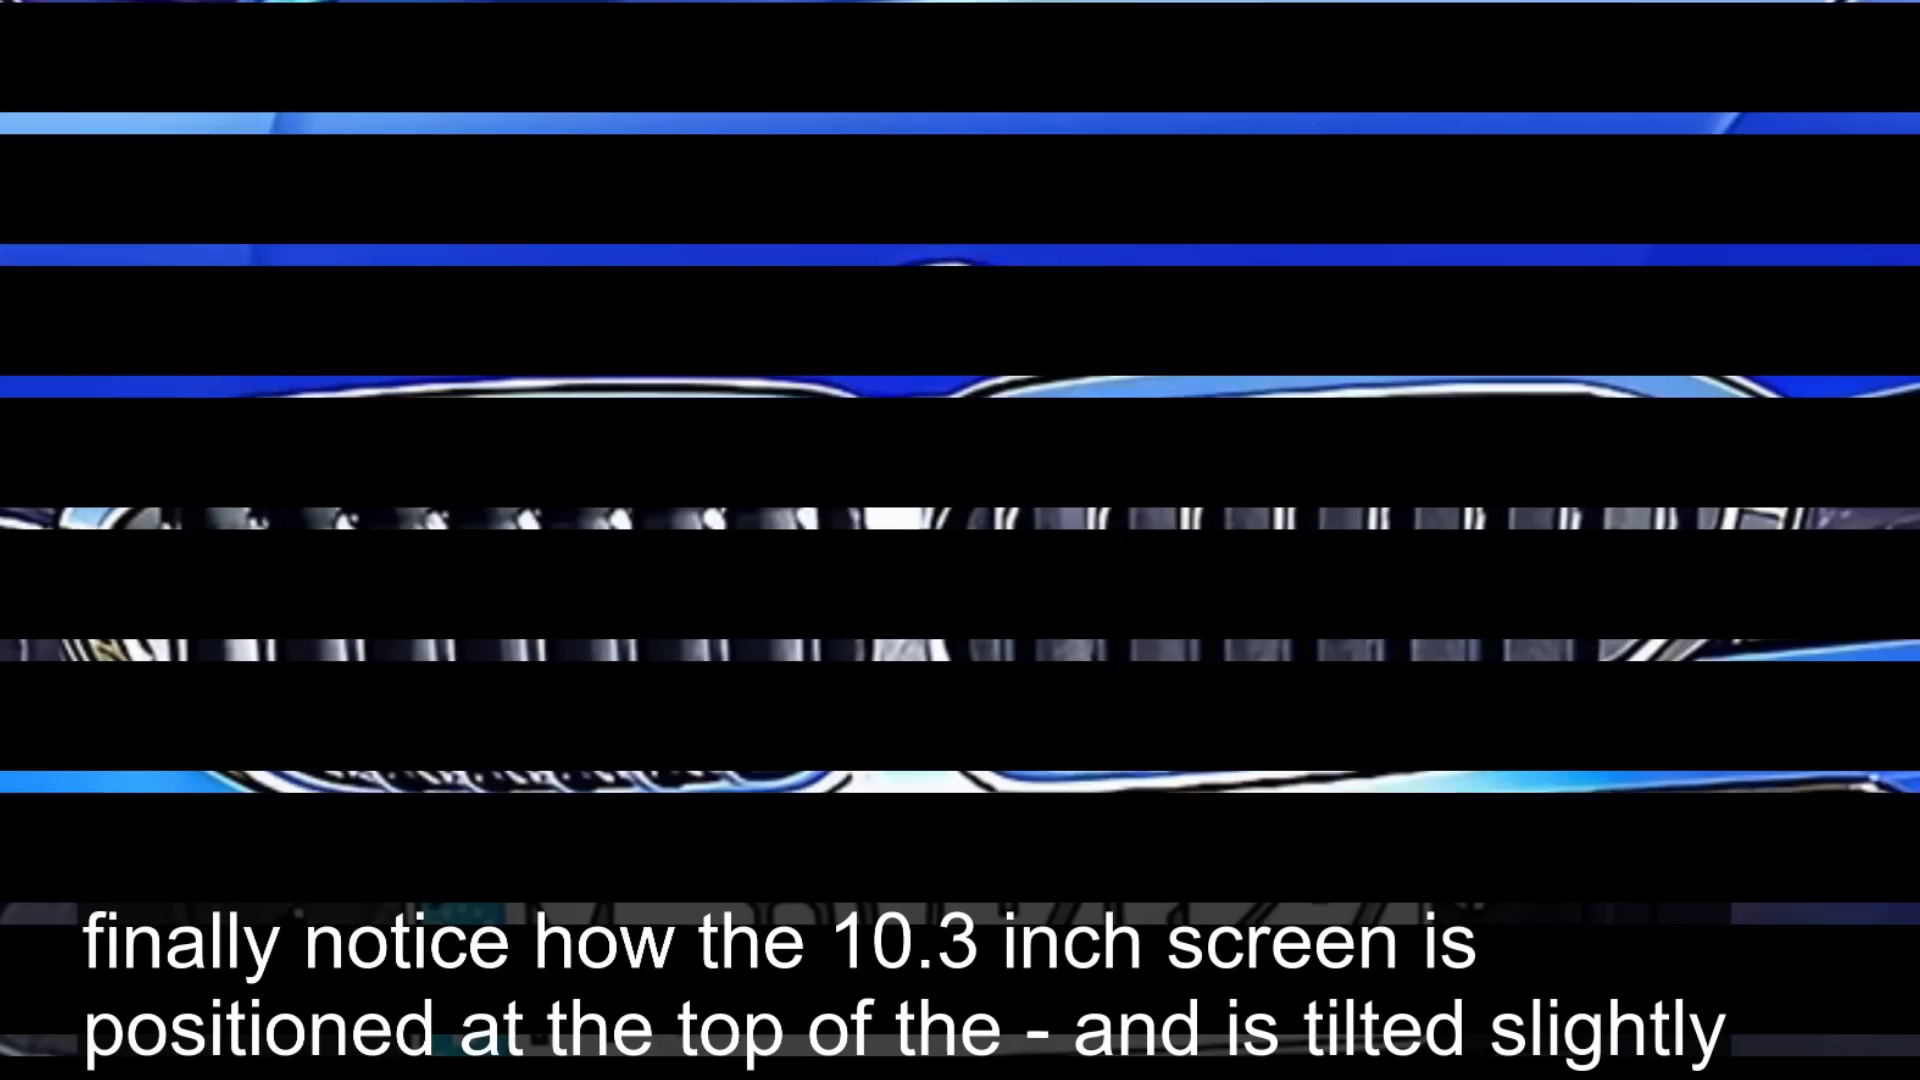 finally notice how the 10.3 inch screen is
positioned at the top of the - and is tilted slightly